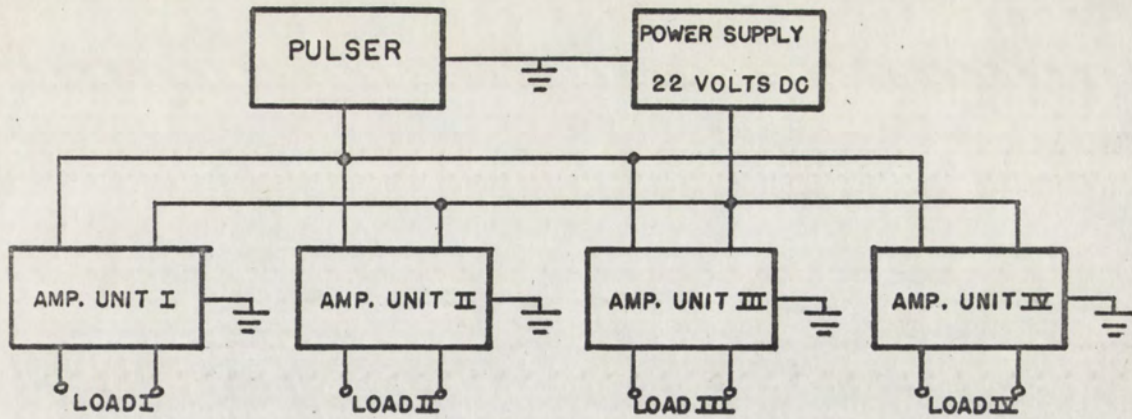 PULSER
POWER SUPPLY
22 VOLTS DC
AMP. UNIT I
AMP. UNIT II
AMP. UNIT III
AMP. UNIT IV
LOAD I
LOAD II
LOAD III
LOAD IV